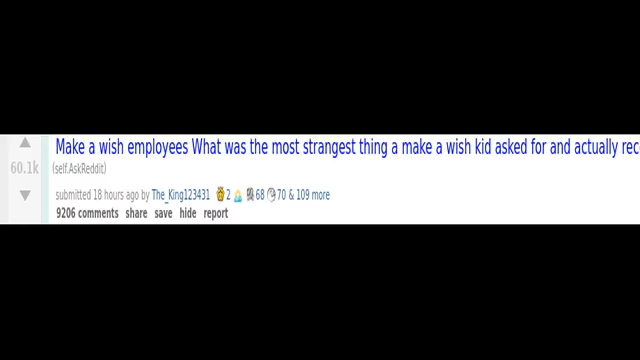 Make a wish employees What was the most strangest thing a make a wish kid asked for and actually rec
60.1k
(self.AskReddit)
submitted 18 hours ago by The_King123431 2 68 70 & 109 more
9206 comments share save hide report